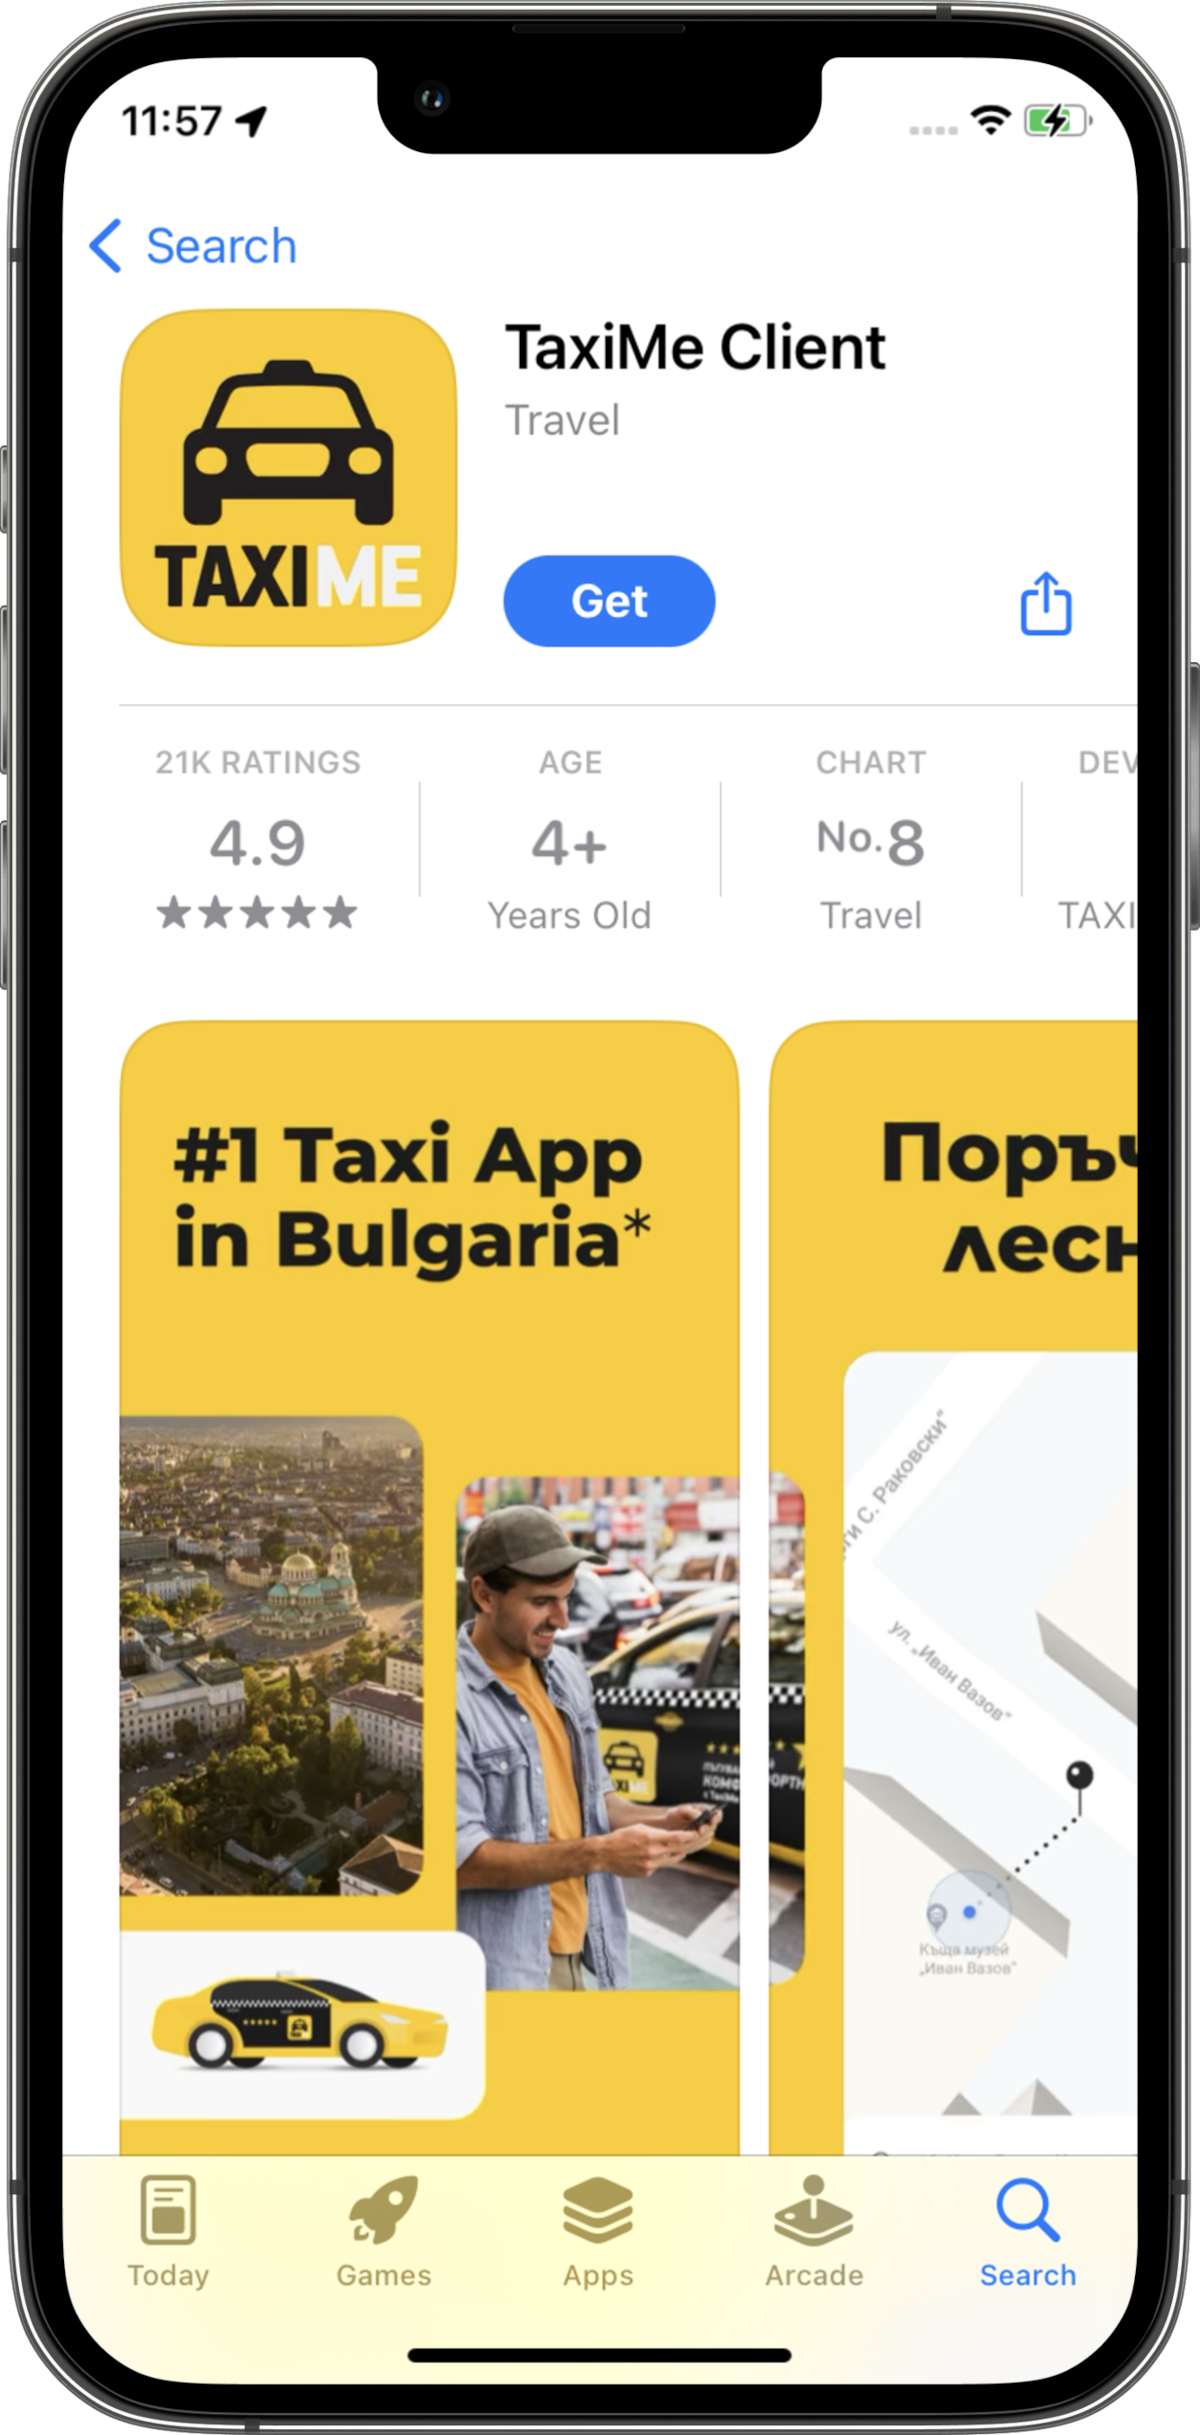 11:57
Search
TAXIME
TaxiMe Client
Travel
Get
21K RATINGS
4.9
★★★★★
AGE
4+
Years Old
CHART
No.8
Travel
DEV
TAXI
#1 Taxi App
in Bulgaria*
Поръч
лесн
С. Раковски“
ул. „Иван Вазов“
Къща музей
„Иван Вазов“
Today
Games
Apps
Arcade
Search